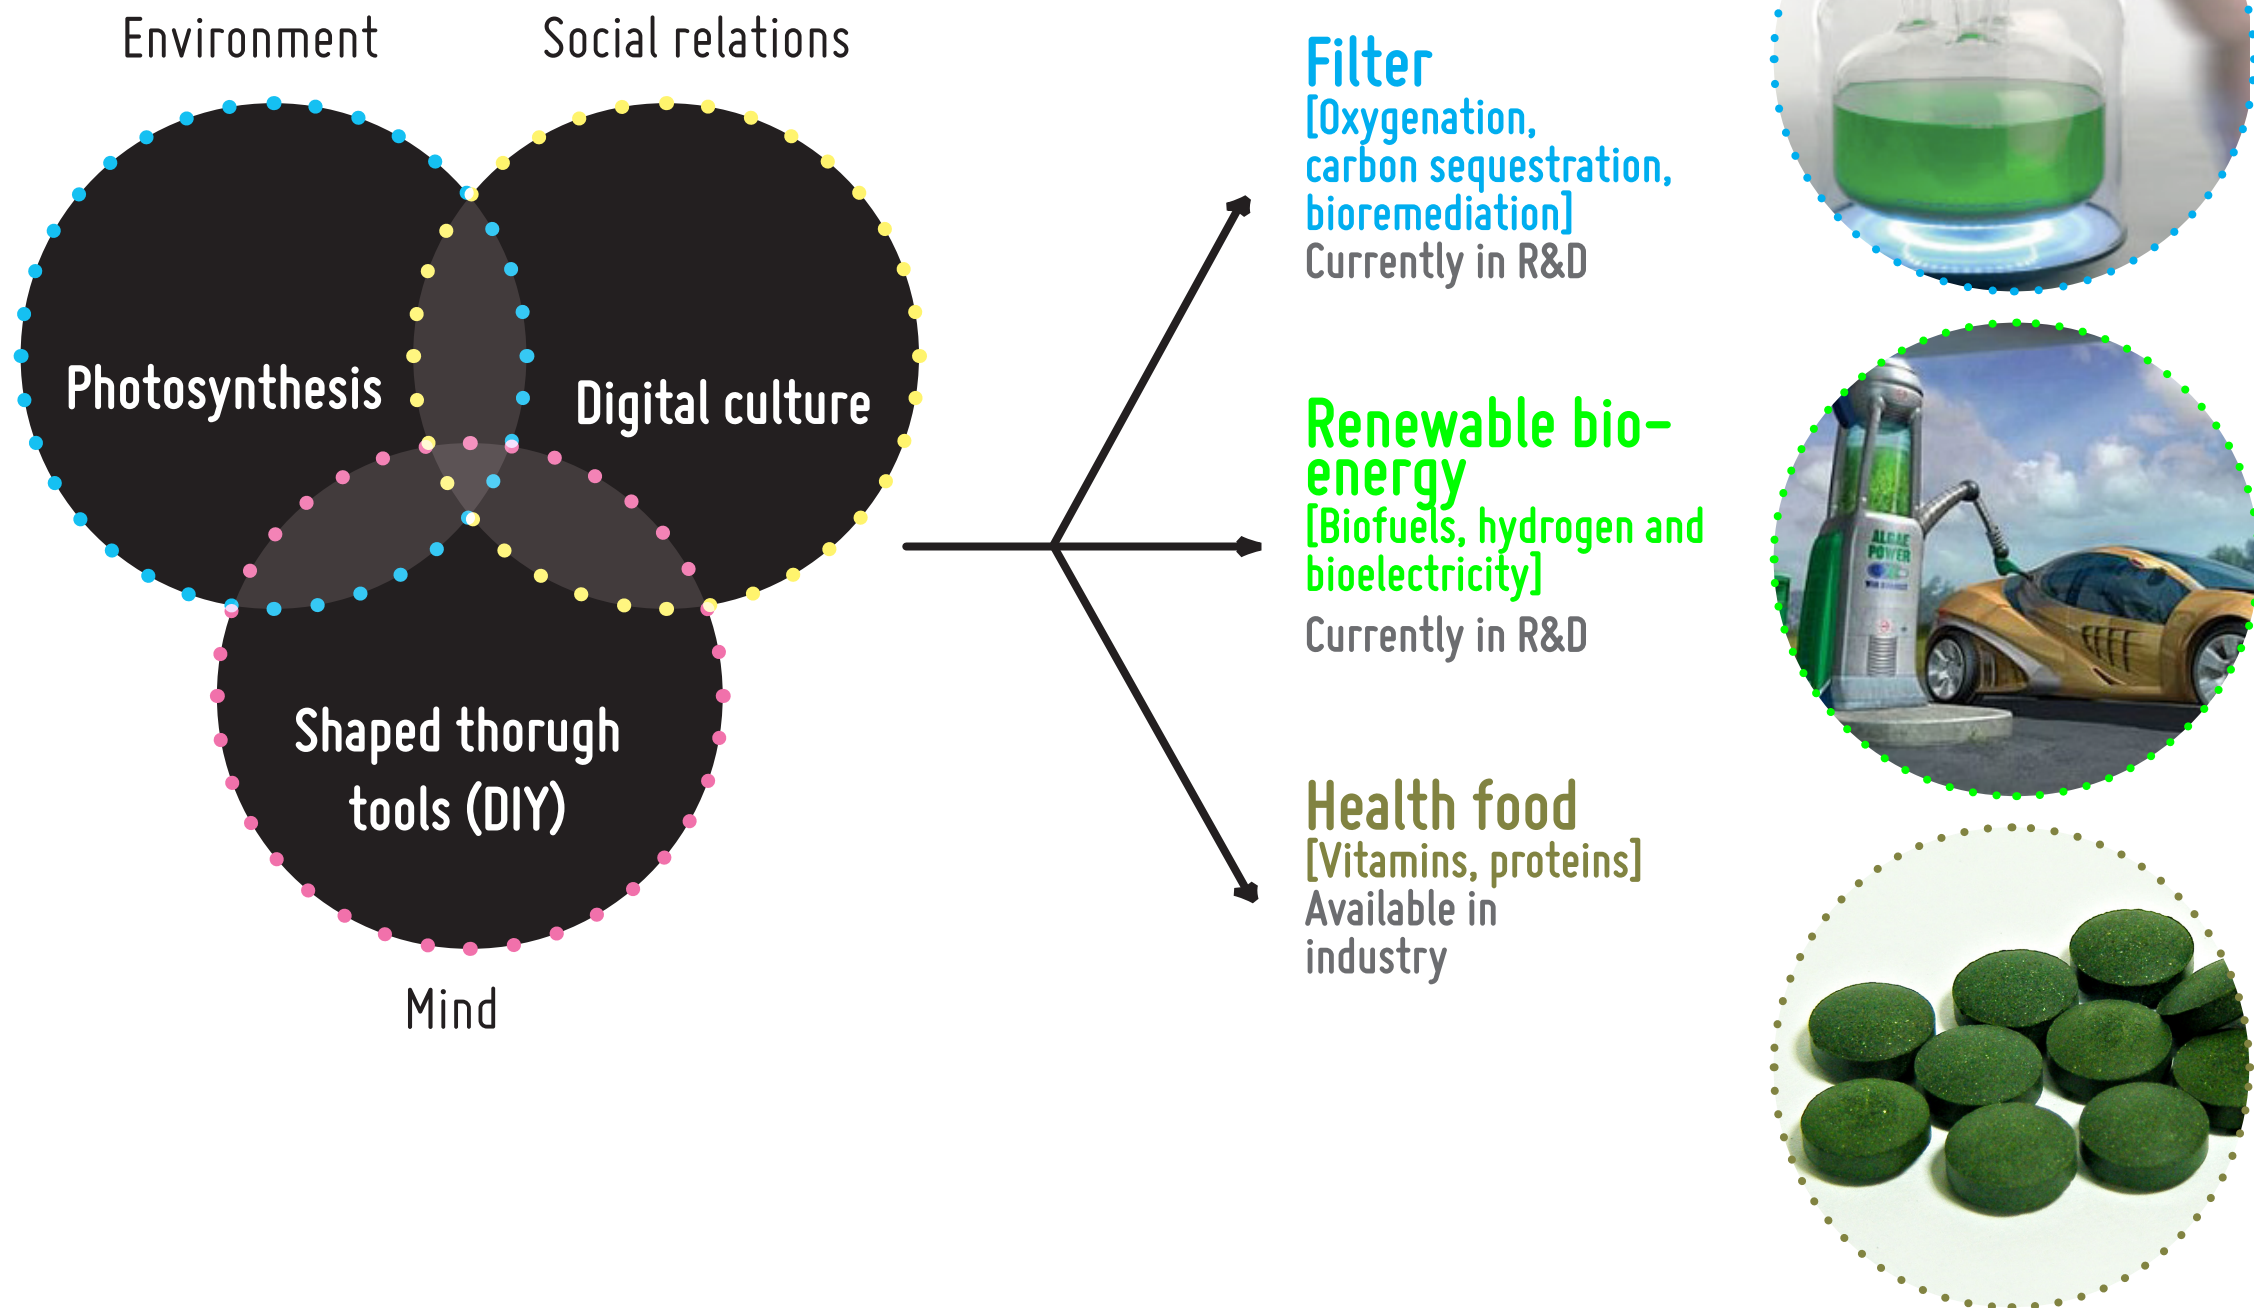 Environment
Social relations
Photosynthesis
Digital culture
Shaped thorugh
tools (DIY)
Mind
Filter
[Oxygenation,
carbon sequestration,
bioremediation]
Currently in R&D
Renewable bio-
energy
[Biofuels, hydrogen and
bioelectricity]
Currently in R&D
Health food
[Vitamins, proteins]
Available in
industry
ALGAE
POWER